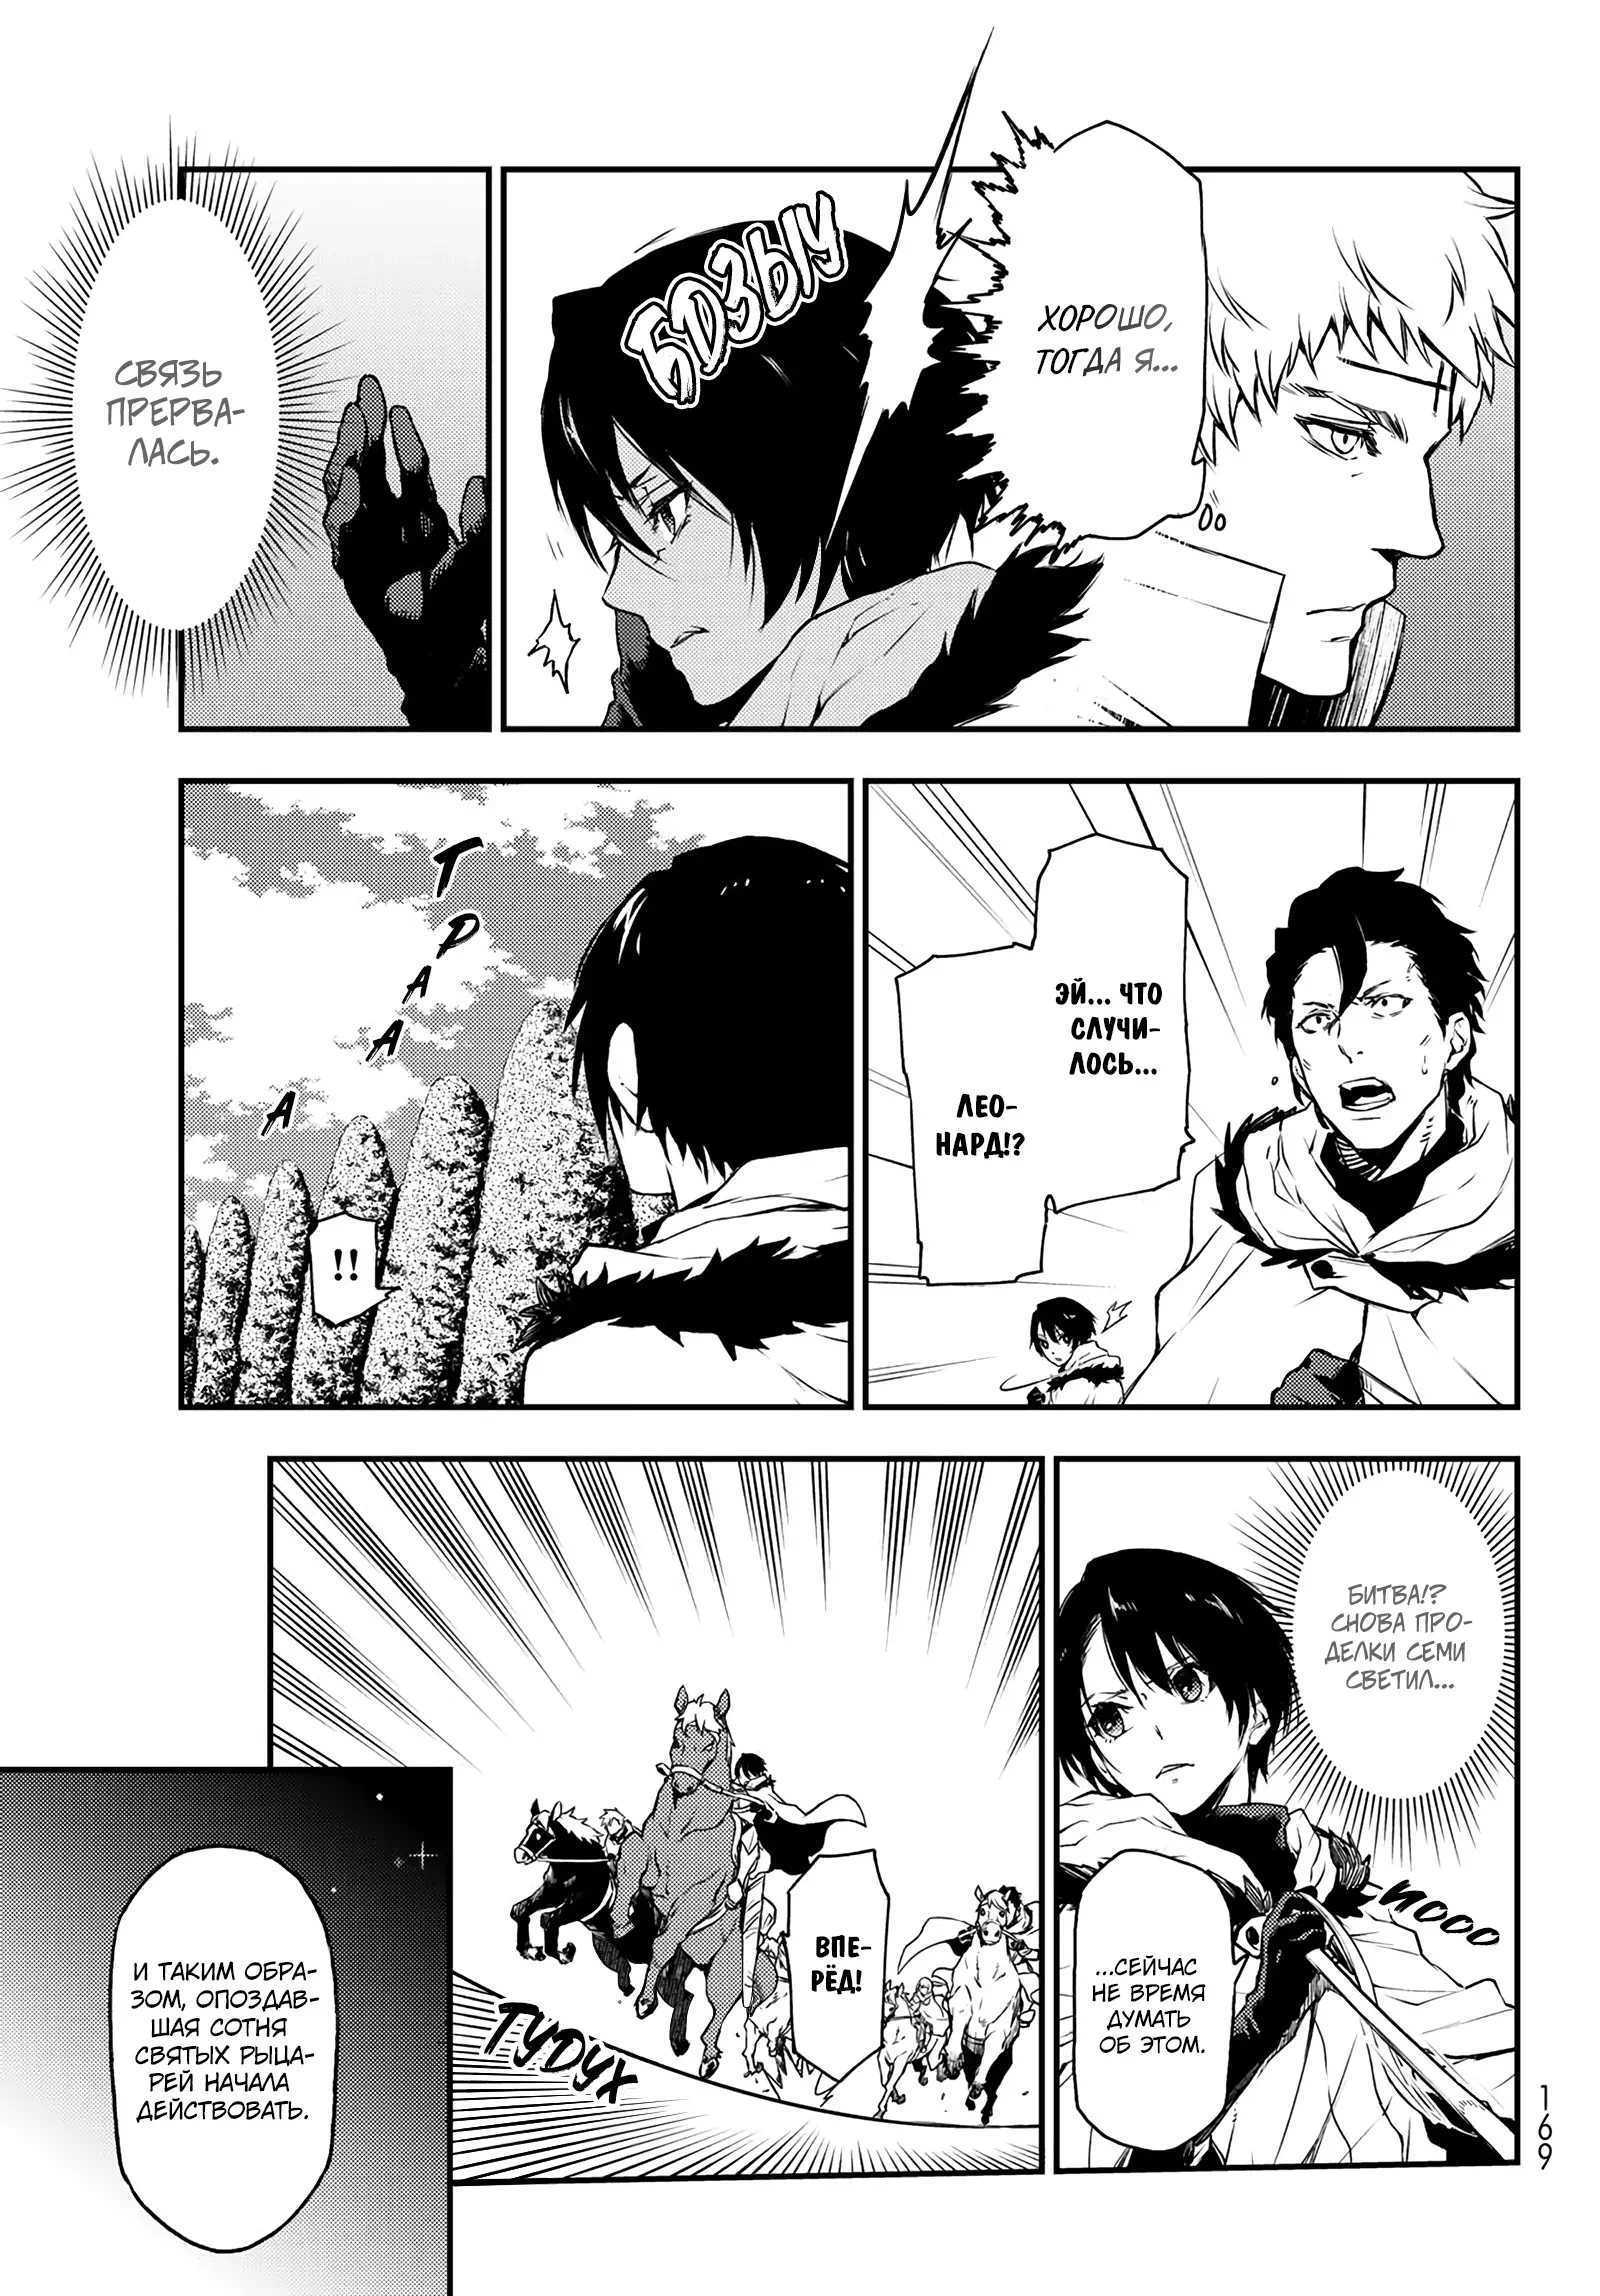 ХОРОШО,
ТОГДА Я...
БДЗЫУ
СВЯЗЬ
ПРЕРВА-
ЛАСЬ.
ЭЙ... ЧТО
СЛУЧИ-
ЛОСЬ...
ЛЕО-
НАРД!?
ТРАААА
!!
БИТВА!?
СНОВА ПРО-
ДЕЛКИ СЕМИ
СВЕТИЛ...
...СЕЙЧАС
НЕ ВРЕМЯ
ДУМАТЬ
ОБ ЭТОМ.
ВПЕ-
РЁД!
ТУДУХ
И ТАКИМ ОБРА-
ЗОМ, ОПОЗДАВ-
ШАЯ СОТНЯ
СВЯТЫХ РЫЦА-
РЕЙ НАЧАЛА
ДЕЙСТВОВАТЬ.
169